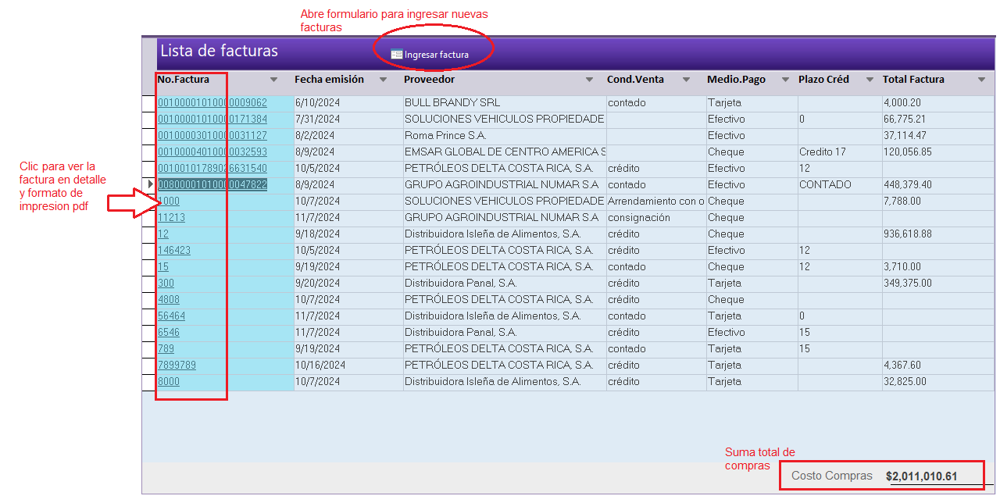 Abre formulario para ingresar nuevas
facturas
Lista de facturas
Ingresar factura
No.Factura Fecha emisión Proveedor Cond.Venta Medio.Pago Plazo Créd Total Factura
00100001010000009062 6/10/2024 BULL BRANDY SRL contado Tarjeta 4,000.20
00100001010000171384 7/31/2024 SOLUCIONES VEHICULOS PROPIEDADE Efectivo 0 66,775.21
00100003010000031127 8/2/2024 Roma Prince S.A. Efectivo 37,114.47
00100004010000032593 8/9/2024 EMSAR GLOBAL DE CENTRO AMERICA S Cheque Credito 17 120,056.85
00100101789026631540 10/5/2024 PETRÓLEOS DELTA COSTA RICA, S.A. crédito Efectivo 12
00800001010000047822 8/9/2024 GRUPO AGROINDUSTRIAL NUMAR S.A contado Efectivo CONTADO 448,379.40
1000 10/7/2024 SOLUCIONES VEHICULOS PROPIEDADE Arrendamiento con o Cheque 7,788.00
11213 11/7/2024 GRUPO AGROINDUSTRIAL NUMAR S.A consignación Cheque
12 9/18/2024 Distribuidora Isleña de Alimentos, S.A. crédito Cheque 936,618.88
146423 10/5/2024 PETRÓLEOS DELTA COSTA RICA, S.A. crédito Efectivo 12
15 9/19/2024 PETRÓLEOS DELTA COSTA RICA, S.A. contado Cheque 12 3,710.00
300 9/20/2024 Distribuidora Panal, S.A. crédito Tarjeta 349,375.00
4808 10/7/2024 PETRÓLEOS DELTA COSTA RICA, S.A. crédito Cheque
56464 11/7/2024 Distribuidora Isleña de Alimentos, S.A. contado Tarjeta 0
6546 11/7/2024 Distribuidora Panal, S.A. crédito Efectivo 15
789 9/19/2024 PETRÓLEOS DELTA COSTA RICA, S.A. contado Tarjeta 15
7899789 10/16/2024 PETRÓLEOS DELTA COSTA RICA, S.A. crédito Tarjeta 4,367.60
8000 10/7/2024 Distribuidora Isleña de Alimentos, S.A. crédito Tarjeta 32,825.00
Clic para ver la
factura en detalle
y formato de
impresion pdf
Suma total de
compras
Costo Compras $2,011,010.61